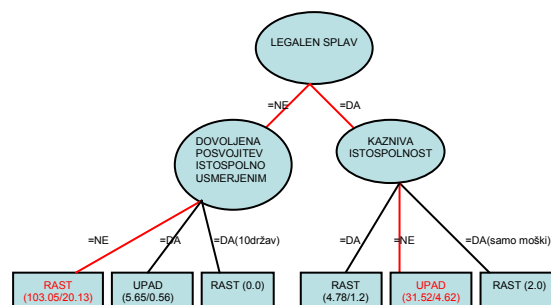 LEGALEN SPLAV
=NE
=DA
DOVOLJENA
POSVOJITEV
ISTOSPOLNO
USMERJENIM
KAZNIVA
ISTOSPOLNOST
=NE
=DA
=DA(10držav)
=DA
=NE
=DA(samo moški)
RAST
(103.05/20.13)
UPAD
(5.65/0.56)
RAST (0.0)
RAST
(4.78/1.2)
UPAD
(31.52/4.62)
RAST (2.0)